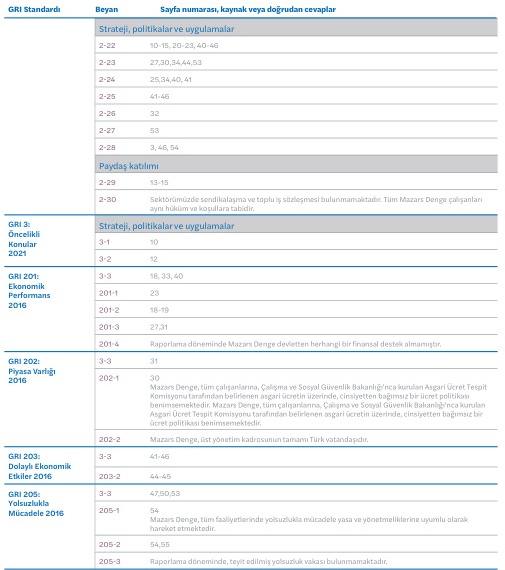 GRI Standardı Beyan Sayfa numarası, kaynak veya doğrudan cevaplar
Strateji, politikalar ve uygulamalar
2-22 10-15, 20-23, 40-46
2-23 27,30,34,44,53
2-24 25,34,40, 41
2-25 41-46
2-26 32
2-27 53
2-28 3, 46, 54
Paydaş katılımı
2-29 13-15
2-30 Sektörümüzde sendikalaşma ve toplu iş sözleşmesi bulunmamaktadır. Tüm Mazars Denge çalışanları
aynı hüküm ve koşullara tabidir.
GRI 3:
Öncelikli
Konular
2021
Strateji, politikalar ve uygulamalar
3-1 10
3-2 12
GRI 201:
Ekonomik
Performans
2016
3-3 18, 33, 40
201-1 23
201-2 18-19
201-3 27,31
201-4 Raporlama döneminde Mazars Denge devletten herhangi bir finansal destek almamıştır.
GRI 202:
Piyasa Varlığı
2016
3-3 31
202-1 30
Mazars Denge, tüm çalışanlarına, Çalışma ve Sosyal Güvenlik Bakanlığı'nca kurulan Asgari Ücret Tespit
Komisyonu tarafından belirlenen asgari ücretin üzerinde, cinsiyetten bağımsız bir ücret politikası
benimsemektedir. Mazars Denge, tüm çalışanlarına, Çalışma ve Sosyal Güvenlik Bakanlığı'nca kurulan
Asgari Ücret Tespit Komisyonu tarafından belirlenen asgari ücretin üzerinde, cinsiyetten bağımsız bir
ücret politikası benimsemektedir.
202-2 Mazars Denge, üst yönetim kadrosunun tamamı Türk vatandaşıdır.
GRI 203:
Dolaylı Ekonomik
Etkiler 2016
3-3 41-46
203-2 44-45
GRI 205:
Yolsuzlukla
Mücadele 2016
3-3 47,50,53
205-1 54
Mazars Denge, tüm faaliyetlerinde yolsuzlukla mücadele yasa ve yönetmeliklerine uyumlu olarak
hareket etmektedir.
205-2 54,55
205-3 Raporlama döneminde, teyit edilmiş yolsuzluk vakası bulunmamaktadır.